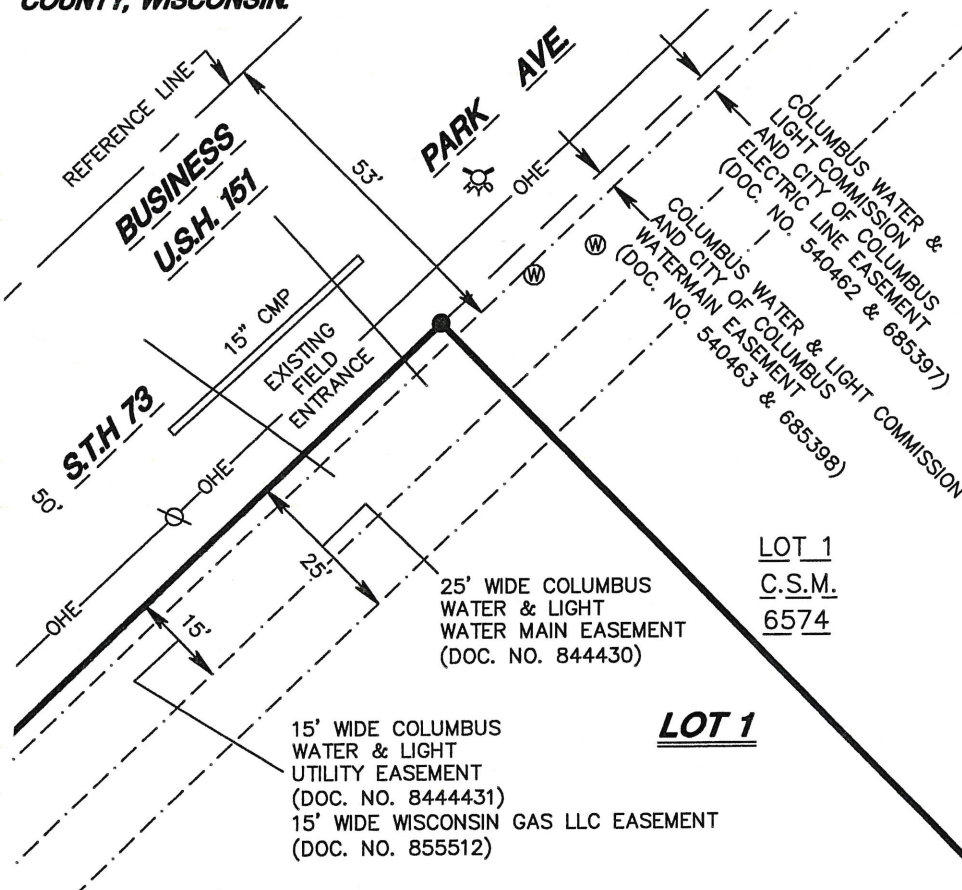 COUNTY, WISCONSIN.
REFERENCE LINE
BUSINESS
U.S.H. 151
53'
PARK AVE.
OHE
COLUMBUS WATER &
LIGHT COMMISSION
AND CITY OF COLUMBUS
ELECTRIC LINE EASEMENT
(DOC. NO. 540462 & 685397)
W
W
COLUMBUS WATER & LIGHT COMMISSION
AND CITY OF COLUMBUS
WATERMAIN EASEMENT
(DOC. NO. 540463 & 685398)
15" CMP
EXISTING
FIELD
ENTRANCE
S.T.H 73
50'
OHE
OHE
25'
15'
25' WIDE COLUMBUS
WATER & LIGHT
WATER MAIN EASEMENT
(DOC. NO. 844430)
LOT 1
C.S.M.
6574
LOT 1
15' WIDE COLUMBUS
WATER & LIGHT
UTILITY EASEMENT
(DOC. NO. 8444431)
15' WIDE WISCONSIN GAS LLC EASEMENT
(DOC. NO. 855512)